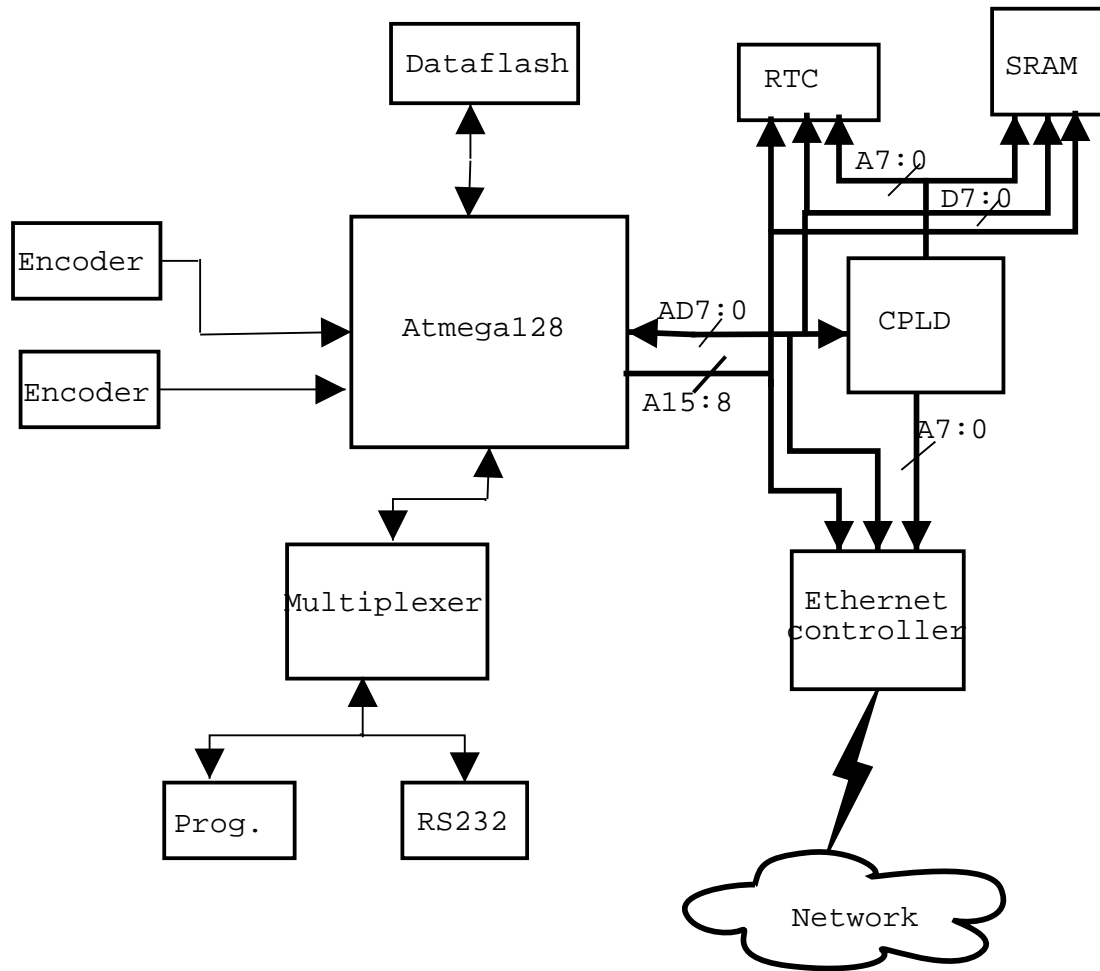 Dataflash
RTC
SRAM
A7:0
D7:0
Encoder
Atmega128
AD7:0
CPLD
Encoder
A15:8
A7:0
Multiplexer
Ethernet
controller
Prog.
RS232
Network